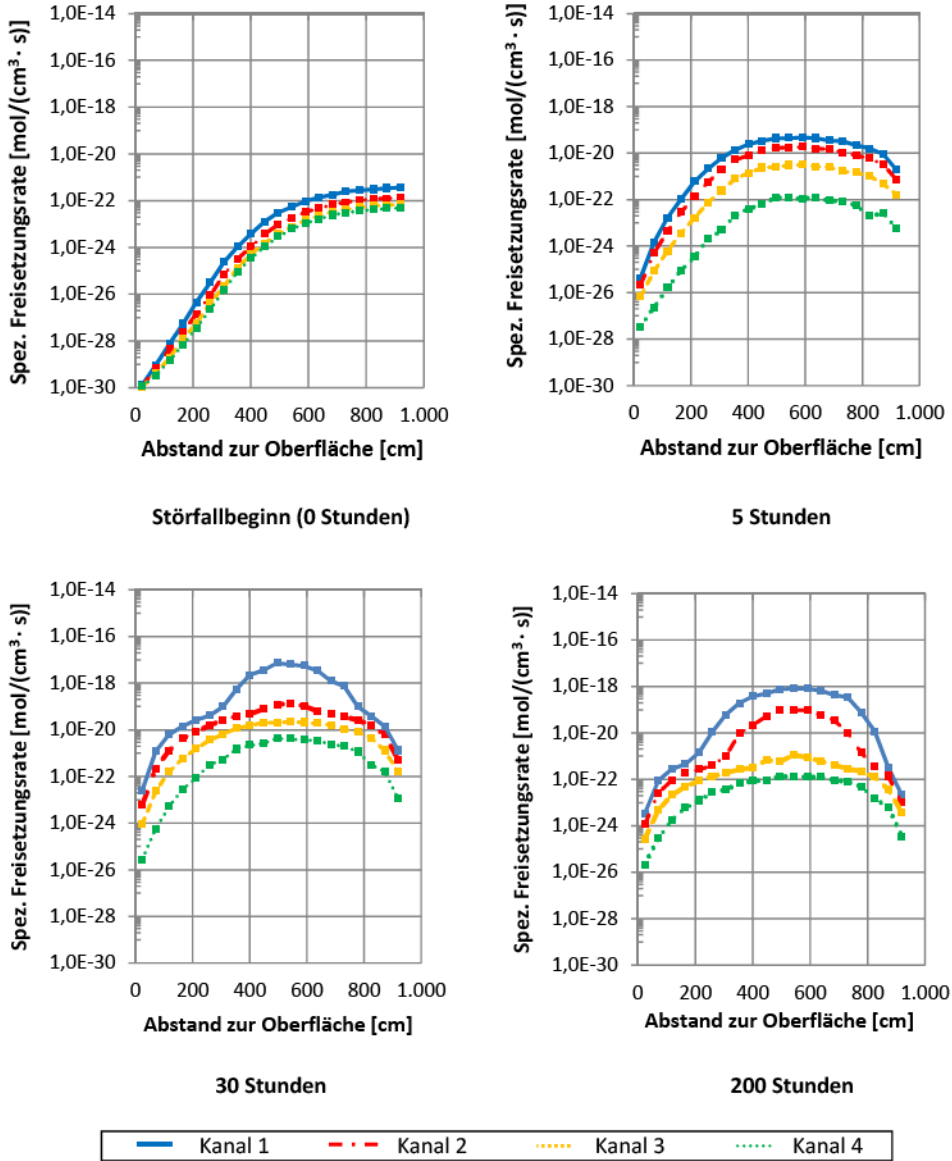 Spez. Freisetzungsrate [mol/(cm³ · s)]
1,0E-14
1,0E-16
1,0E-18
1,0E-20
1,0E-22
1,0E-24
1,0E-26
1,0E-28
1,0E-30
0 200 400 600 800 1.000
Abstand zur Oberfläche [cm]
Störfallbeginn (0 Stunden)
Spez. Freisetzungsrate [mol/(cm³ · s)]
1,0E-14
1,0E-16
1,0E-18
1,0E-20
1,0E-22
1,0E-24
1,0E-26
1,0E-28
1,0E-30
0 200 400 600 800 1.000
Abstand zur Oberfläche [cm]
5 Stunden
Spez. Freisetzungsrate [mol/(cm³ · s)]
1,0E-14
1,0E-16
1,0E-18
1,0E-20
1,0E-22
1,0E-24
1,0E-26
1,0E-28
1,0E-30
0 200 400 600 800 1.000
Abstand zur Oberfläche [cm]
30 Stunden
Spez. Freisetzungsrate [mol/(cm³ · s)]
1,0E-14
1,0E-16
1,0E-18
1,0E-20
1,0E-22
1,0E-24
1,0E-26
1,0E-28
1,0E-30
0 200 400 600 800 1.000
Abstand zur Oberfläche [cm]
200 Stunden
Kanal 1 Kanal 2 Kanal 3 Kanal 4